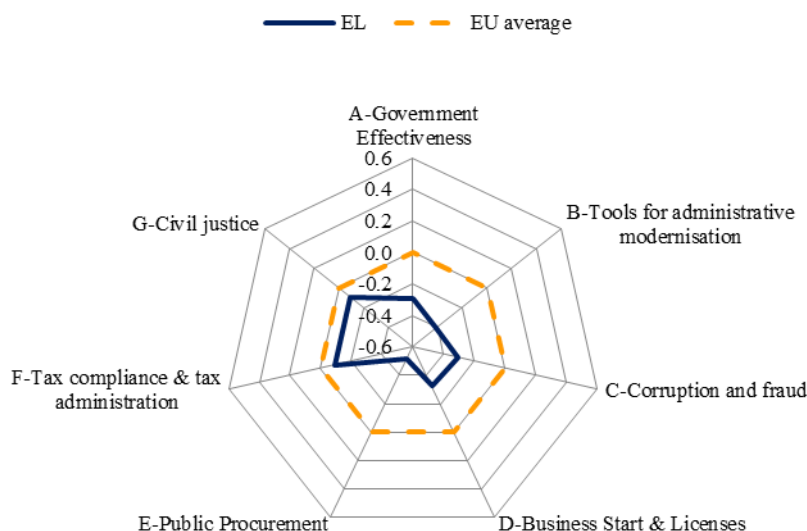 EL EU average
A-Government
Effectiveness
0.6
0.4
0.2
0.0
-0.2
-0.4
-0.6
B-Tools for administrative
modernisation
C-Corruption and fraud
D-Business Start & Licenses
E-Public Procurement
F-Tax compliance & tax
administration
G-Civil justice